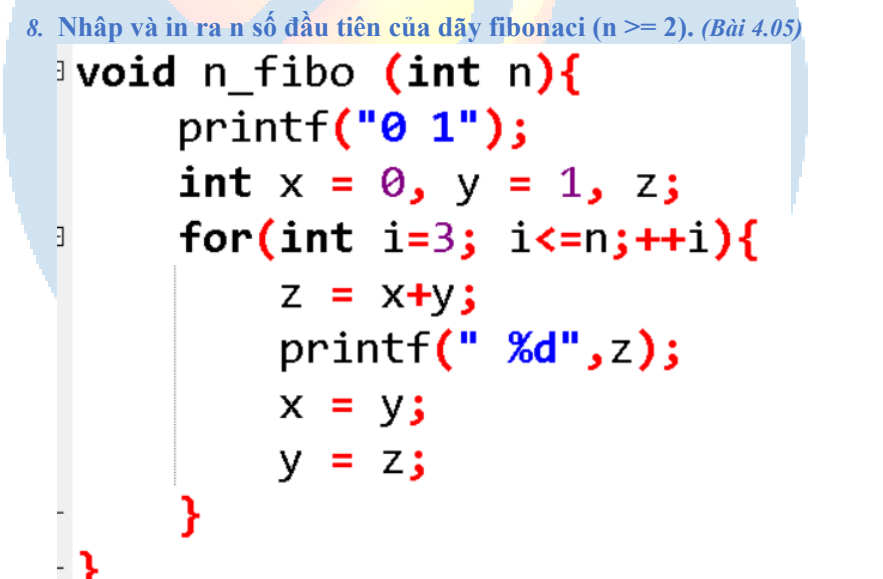 8. Nhâp và in ra n số đầu tiên của dãy fibonaci (n >= 2). (Bài 4.05)
void n_fibo (int n){
printf("0 1");
int x = 0, y = 1, z;
for(int i=3; i<=n;++i){
z = x+y;
printf(" %d",z);
x = y;
y = z;
}
}